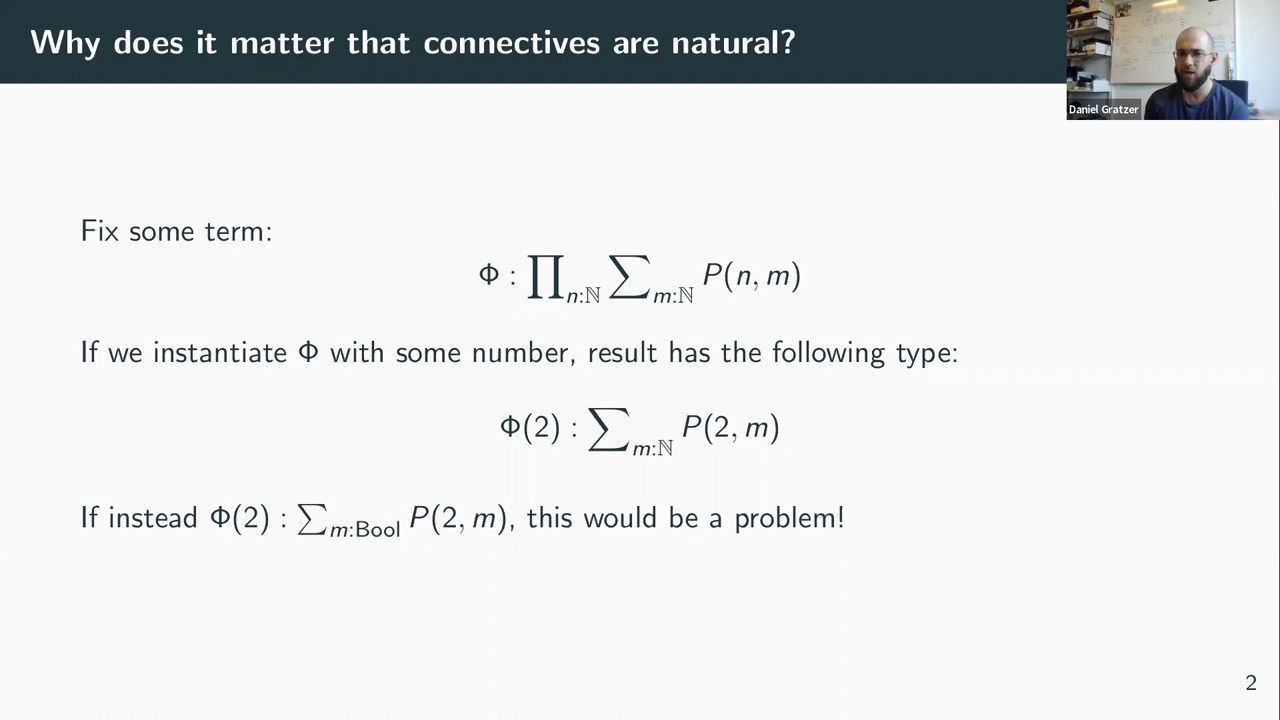 Why does it matter that connectives are natural?
Daniel Gratzer
Fix some term:
Φ : ∏n:ℕ ∑m:ℕ P(n, m)
If we instantiate Φ with some number, result has the following type:
Φ(2) : ∑m:ℕ P(2, m)
If instead Φ(2) : ∑m:Bool P(2, m), this would be a problem!
2